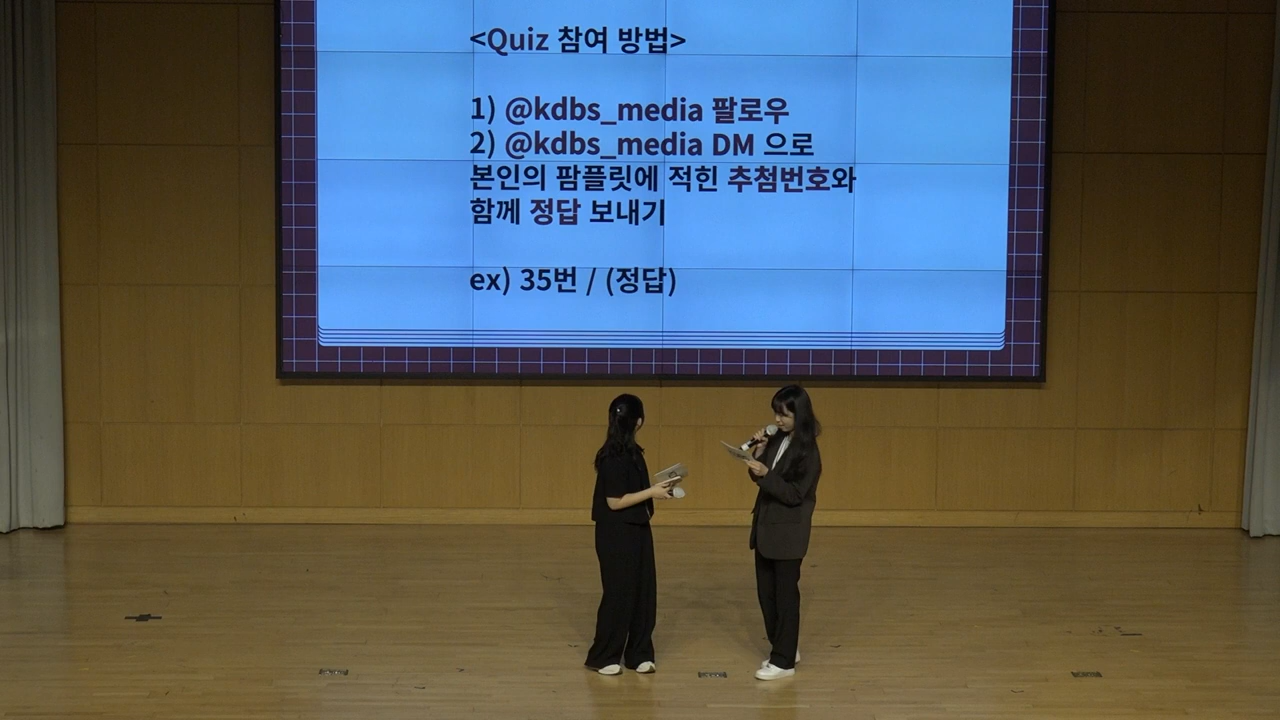 <Quiz 참여 방법>
1) @kdbs_media 팔로우
2) @kdbs_media DM 으로
본인의 팜플릿에 적힌 추첨번호와
함께 정답 보내기
ex) 35번 / (정답)